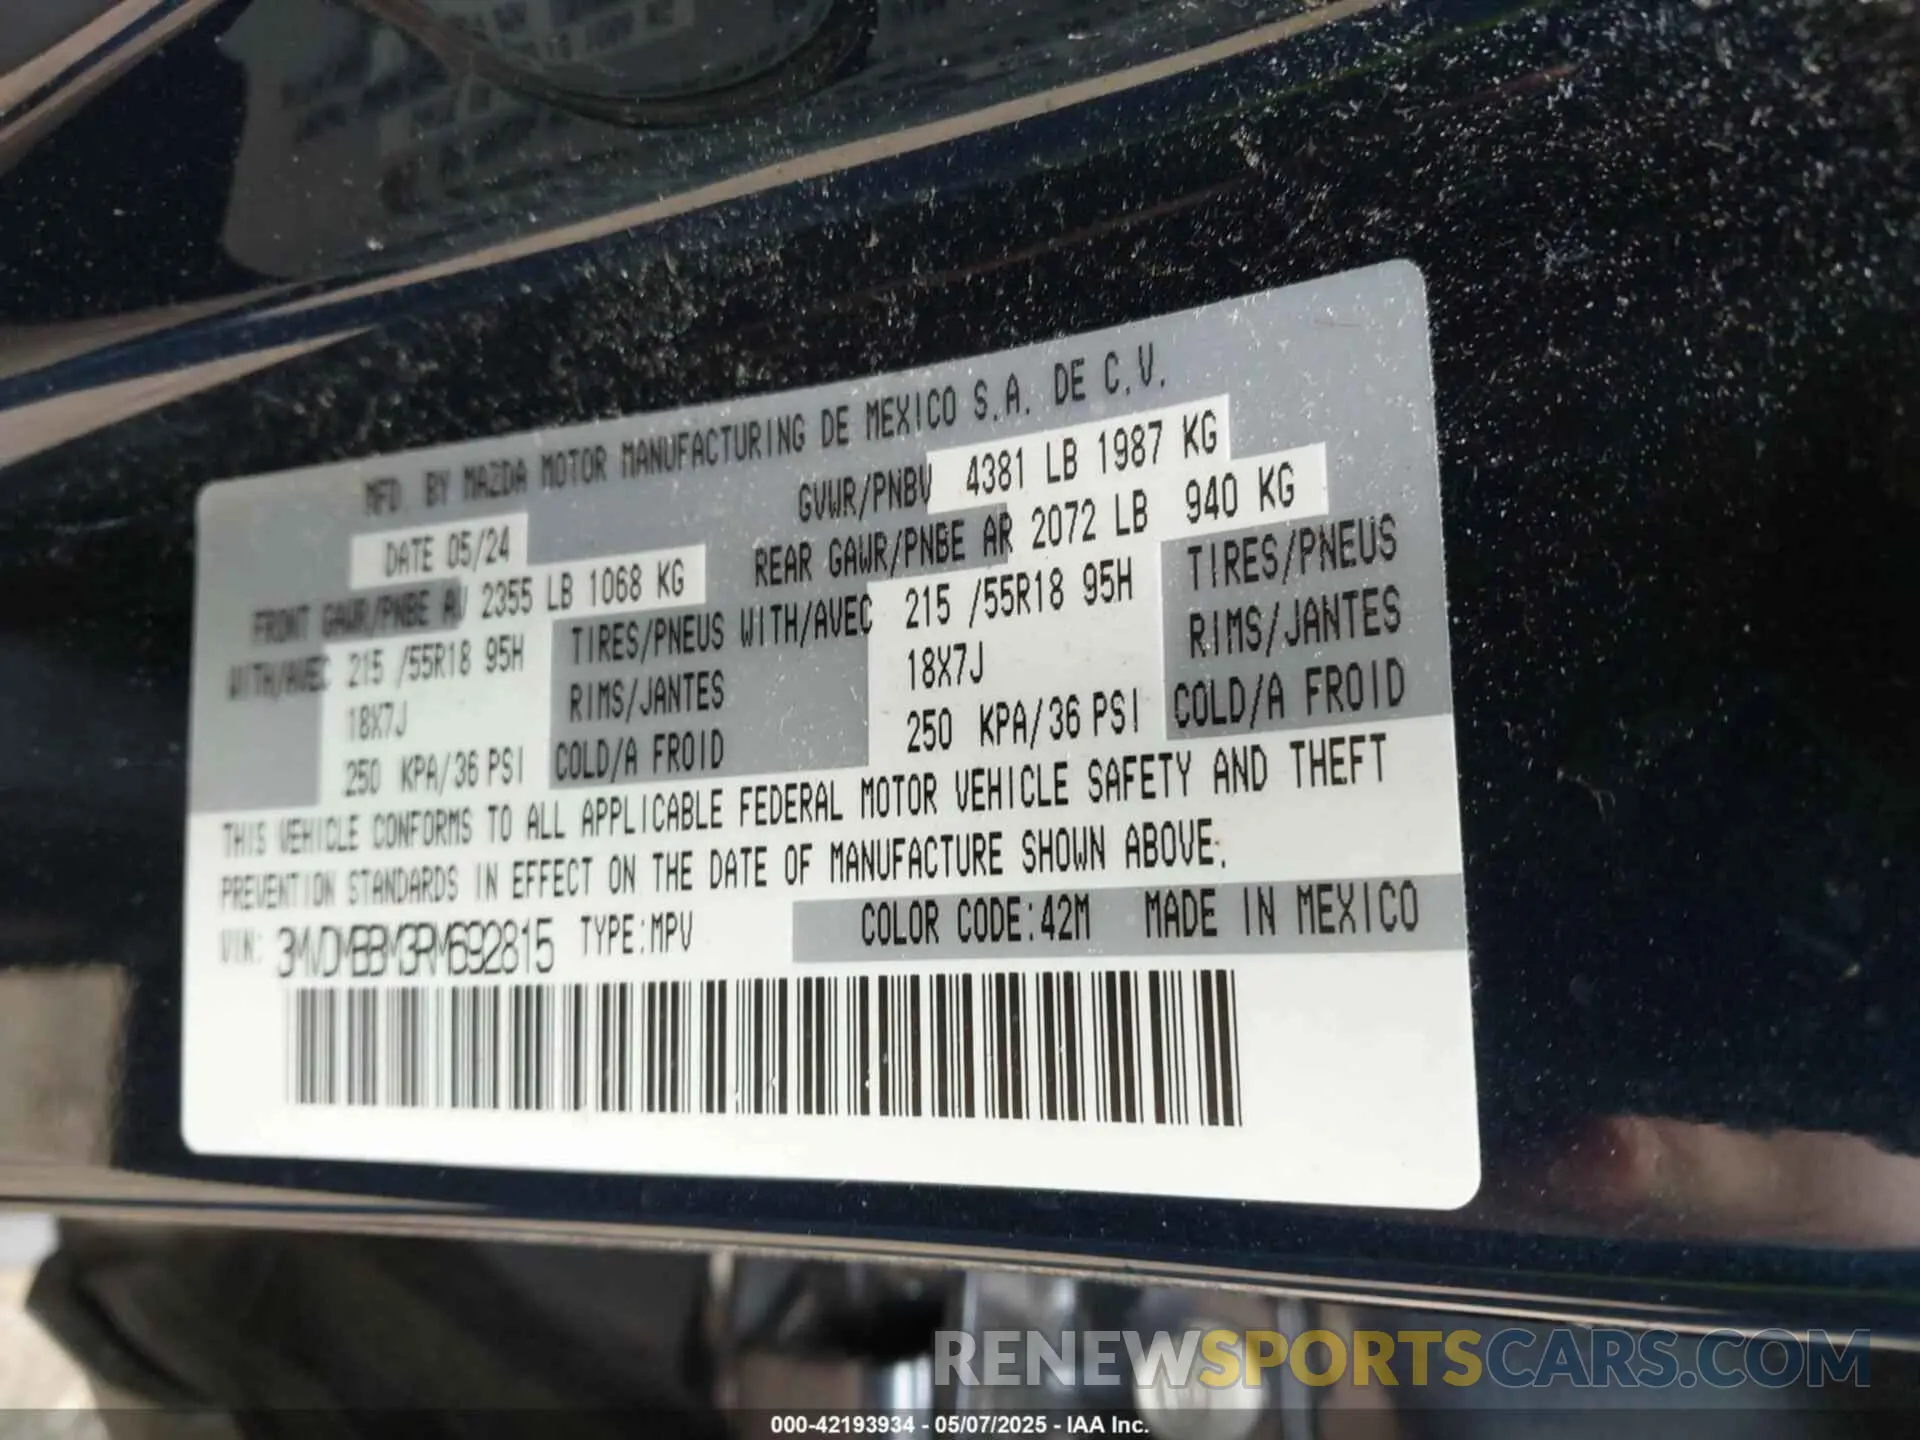 MFD. BY MAZDA MOTOR MANUFACTURING DE MEXICO S.A. DE C.V.
DATE 05/24 GVWR/PNBV 4381 LB 1987 KG
FRONT GAWR/PNBE AV 2355 LB 1068 KG REAR GAWR/PNBE AR 2072 LB 940 KG
WITH/AVEC 215 /55R18 95H TIRES/PNEUS WITH/AVEC 215 /55R18 95H TIRES/PNEUS
18X7J RIMS/JANTES 18X7J RIMS/JANTES
250 KPA/36 PSI COLD/A FROID 250 KPA/36 PSI COLD/A FROID
THIS VEHICLE CONFORMS TO ALL APPLICABLE FEDERAL MOTOR VEHICLE SAFETY AND THEFT
PREVENTION STANDARDS IN EFFECT ON THE DATE OF MANUFACTURE SHOWN ABOVE.
VIN: 3MVDMBBM3RM692815 TYPE:MPV COLOR CODE:42M MADE IN MEXICO
RENEWSPORTSCARS.COM
000-42193934 - 05/07/2025 - IAA Inc.